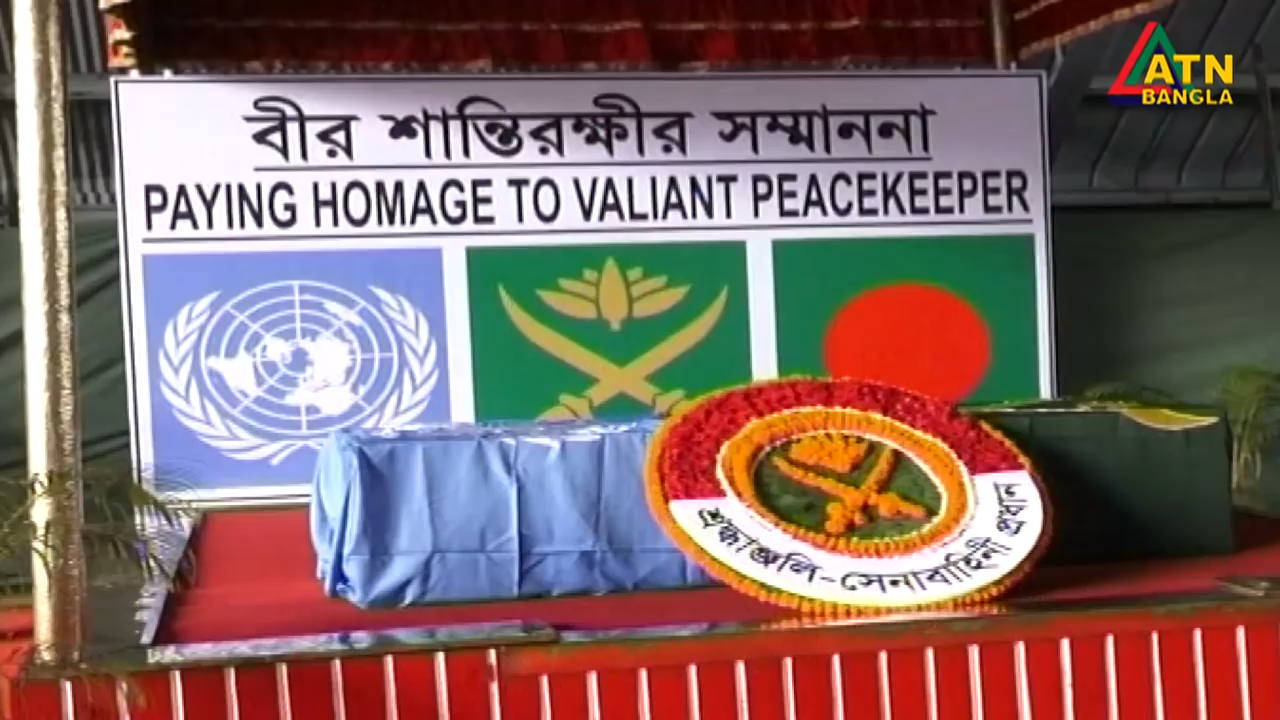 ATN
BANGLA
বীর শান্তিরক্ষীর সম্মাননা
PAYING HOMAGE TO VALIANT PEACEKEEPER
শ্রদ্ধাঞ্জলি-সেনাবাহিনী প্রধান